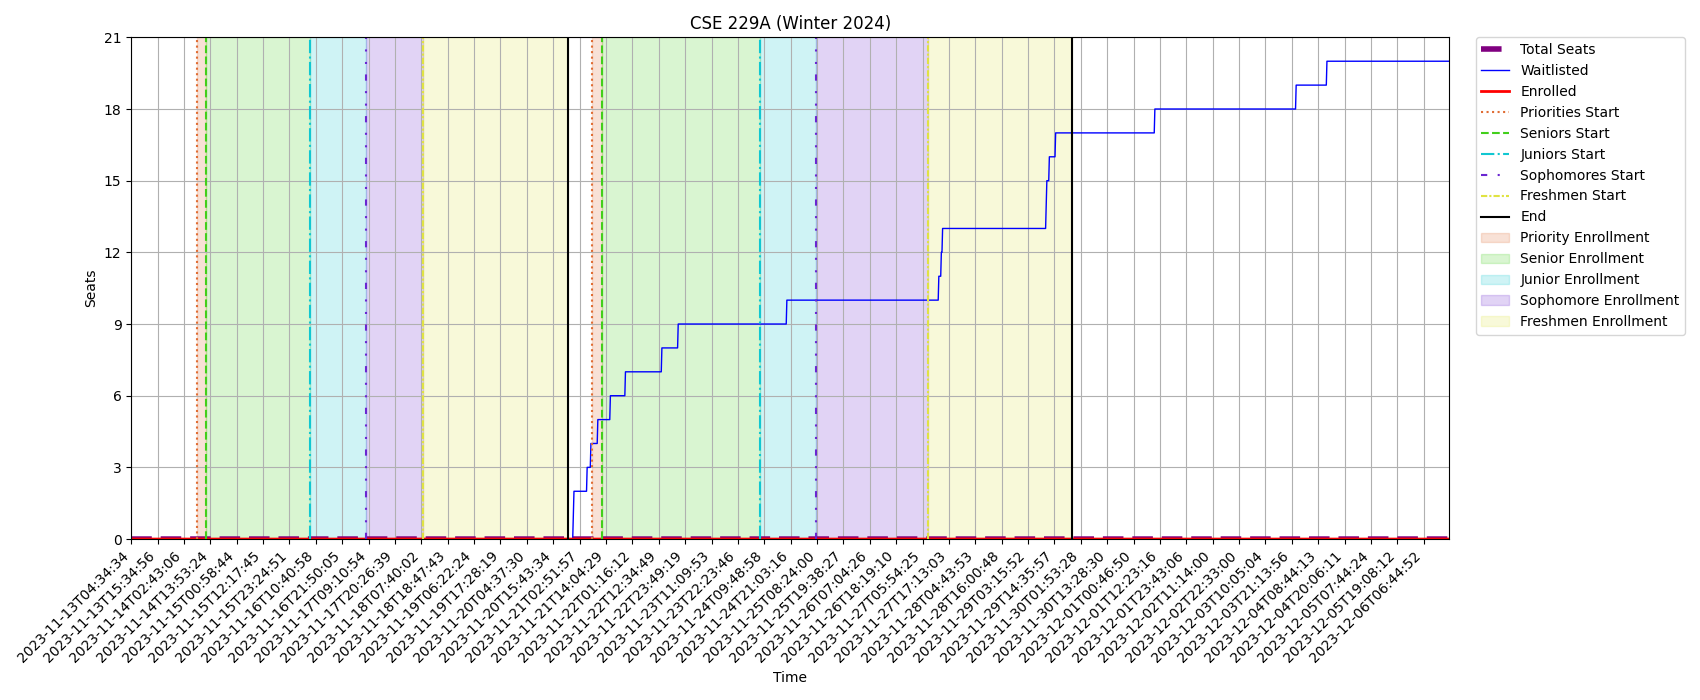 CSE 229A (Winter 2024)
Seats
21
18
15
12
9
6
3
0
2023-11-13T04:34:34
2023-11-13T15:34:56
2023-11-14T02:43:06
2023-11-14T13:53:24
2023-11-15T00:58:44
2023-11-15T12:17:45
2023-11-15T23:24:51
2023-11-16T10:40:58
2023-11-16T21:50:05
2023-11-17T09:10:54
2023-11-17T20:26:39
2023-11-18T07:40:02
2023-11-18T18:47:43
2023-11-19T06:22:24
2023-11-19T17:28:19
2023-11-20T04:37:30
2023-11-20T15:43:34
2023-11-21T02:51:57
2023-11-21T14:04:29
2023-11-22T01:16:12
2023-11-22T12:34:49
2023-11-22T23:49:19
2023-11-23T11:09:53
2023-11-23T22:23:46
2023-11-24T09:48:58
2023-11-24T21:03:16
2023-11-25T08:24:00
2023-11-25T19:38:27
2023-11-26T07:04:26
2023-11-26T18:19:10
2023-11-27T05:54:25
2023-11-27T17:13:03
2023-11-28T04:43:53
2023-11-28T16:00:48
2023-11-29T03:15:52
2023-11-29T14:35:57
2023-11-30T01:53:28
2023-11-30T13:28:30
2023-12-01T00:46:50
2023-12-01T12:23:16
2023-12-01T23:43:06
2023-12-02T11:14:00
2023-12-02T22:33:00
2023-12-03T10:05:04
2023-12-03T21:13:56
2023-12-04T08:44:13
2023-12-04T20:06:11
2023-12-05T07:44:24
2023-12-05T19:08:12
2023-12-06T06:44:52
Time
Total Seats
Waitlisted
Enrolled
Priorities Start
Seniors Start
Juniors Start
Sophomores Start
Freshmen Start
End
Priority Enrollment
Senior Enrollment
Junior Enrollment
Sophomore Enrollment
Freshmen Enrollment